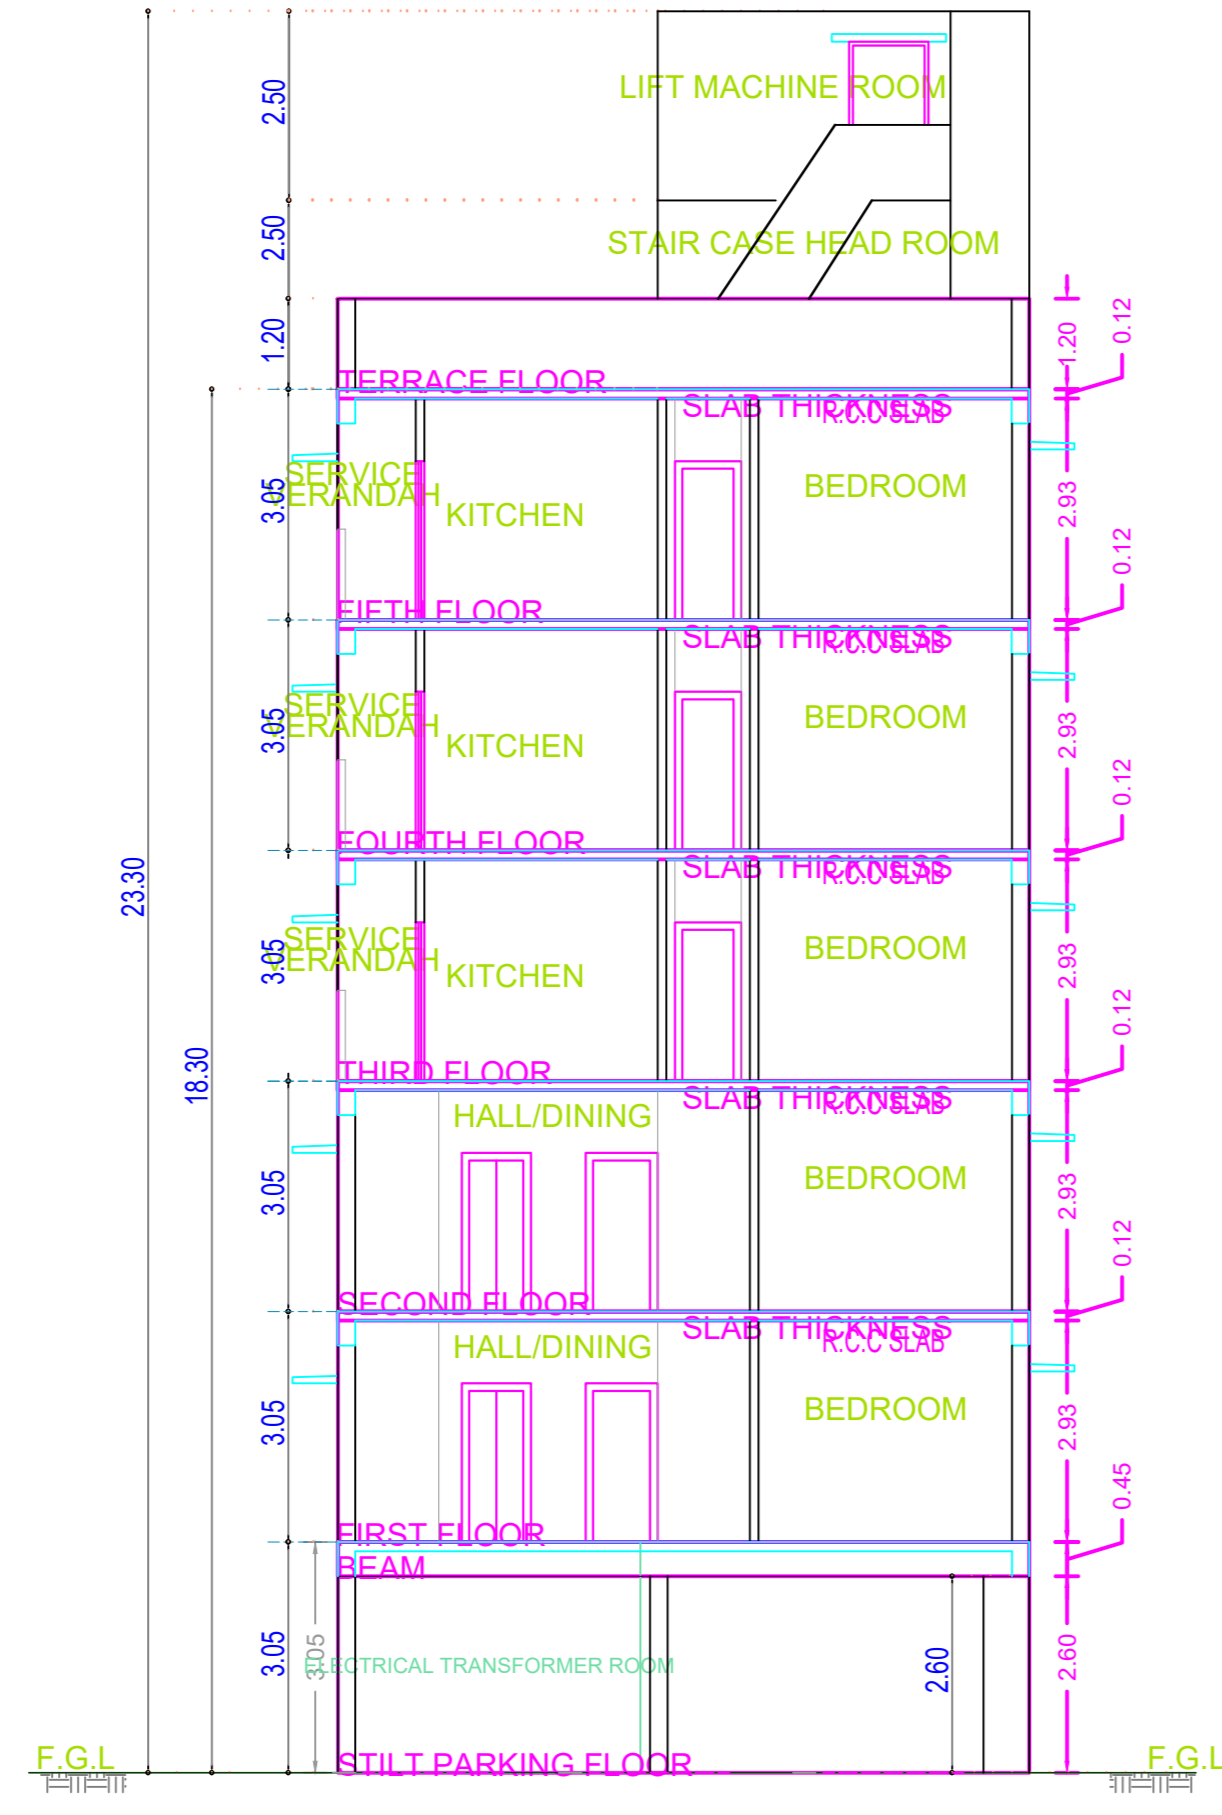 LIFT MACHINE ROOM
2.50
STAIR CASE HEAD ROOM
2.50
1.20
1.20
0.12
TERRACE FLOOR
SLAB THICKNESS
R.C.C SLAB
SERVICE
VERANDAH
KITCHEN
BEDROOM
3.05
2.93
0.12
FIFTH FLOOR
SLAB THICKNESS
R.C.C SLAB
SERVICE
VERANDAH
KITCHEN
BEDROOM
3.05
2.93
0.12
FOURTH FLOOR
SLAB THICKNESS
R.C.C SLAB
23.30
SERVICE
VERANDAH
KITCHEN
BEDROOM
3.05
2.93
0.12
18.30
THIRD FLOOR
SLAB THICKNESS
R.C.C SLAB
HALL/DINING
BEDROOM
3.05
2.93
0.12
SECOND FLOOR
SLAB THICKNESS
R.C.C SLAB
HALL/DINING
BEDROOM
3.05
2.93
0.45
FIRST FLOOR
BEAM
3.05
3.05
ELECTRICAL TRANSFORMER ROOM
2.60
2.60
F.G.L
STILT PARKING FLOOR
F.G.L